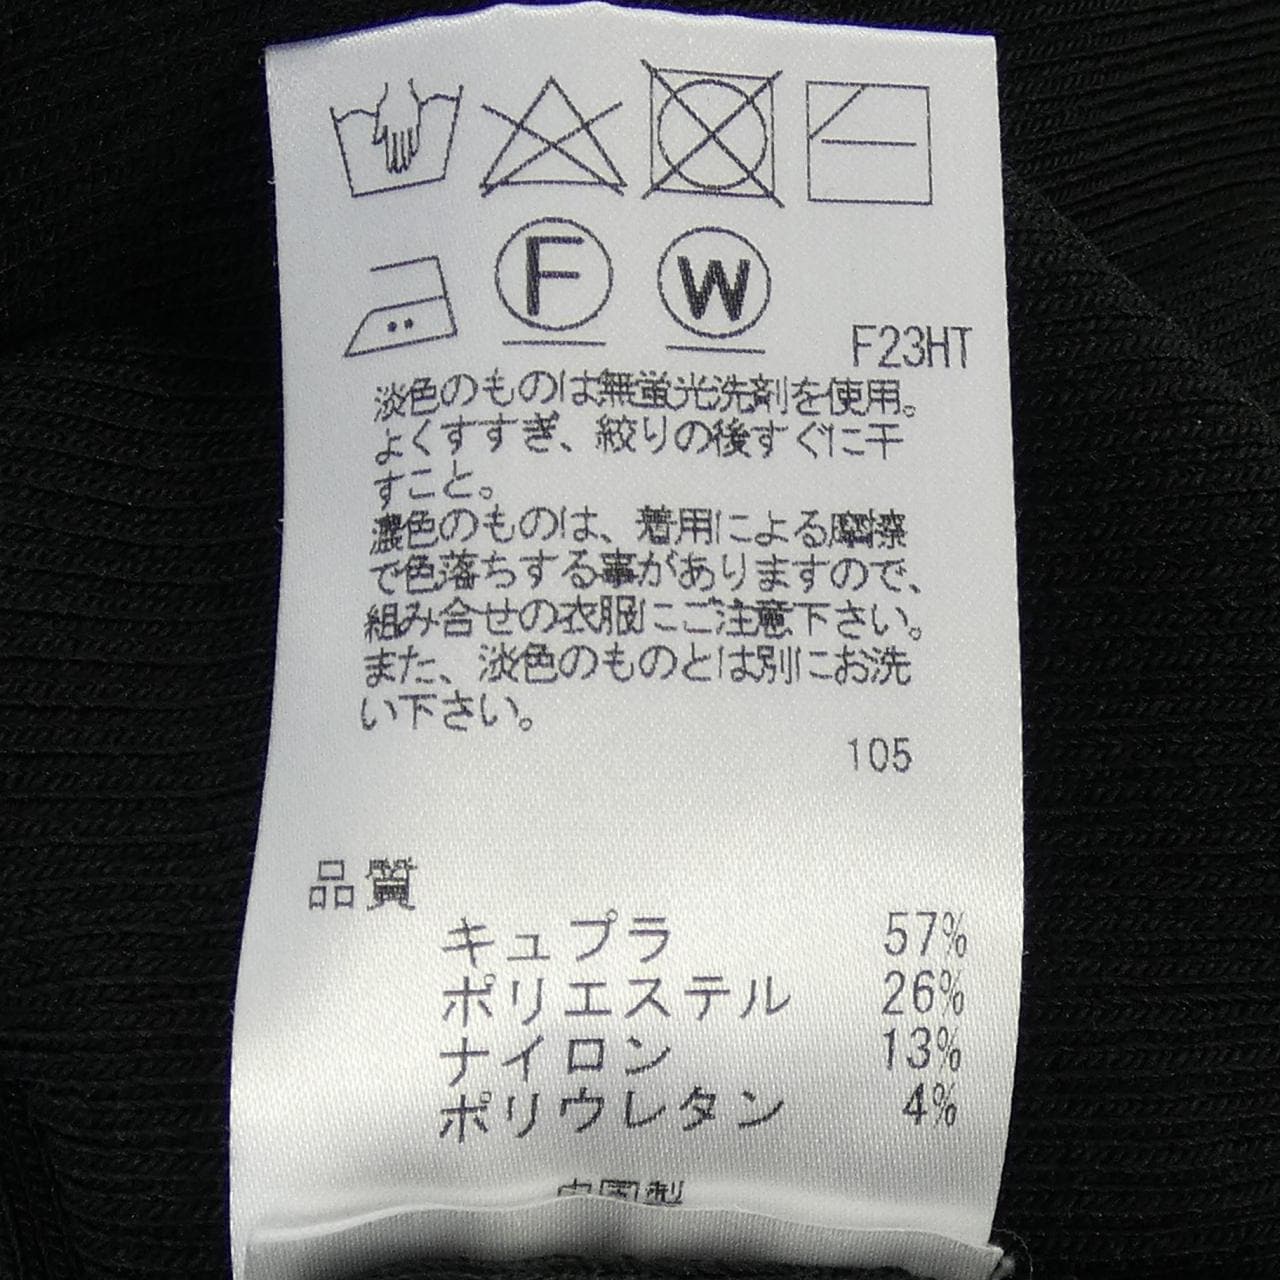 F W
F23HT
淡色のものは無蛍光洗剤を使用。
よくすすぎ、絞りの後すぐに干
すこと。
濃色のものは、着用による摩擦
で色落ちする事がありますので、
組み合せの衣服にご注意下さい。
また、淡色のものとは別にお洗
い下さい。
105
品質
キュプラ 57%
ポリエステル 26%
ナイロン 13%
ポリウレタン 4%
中国製